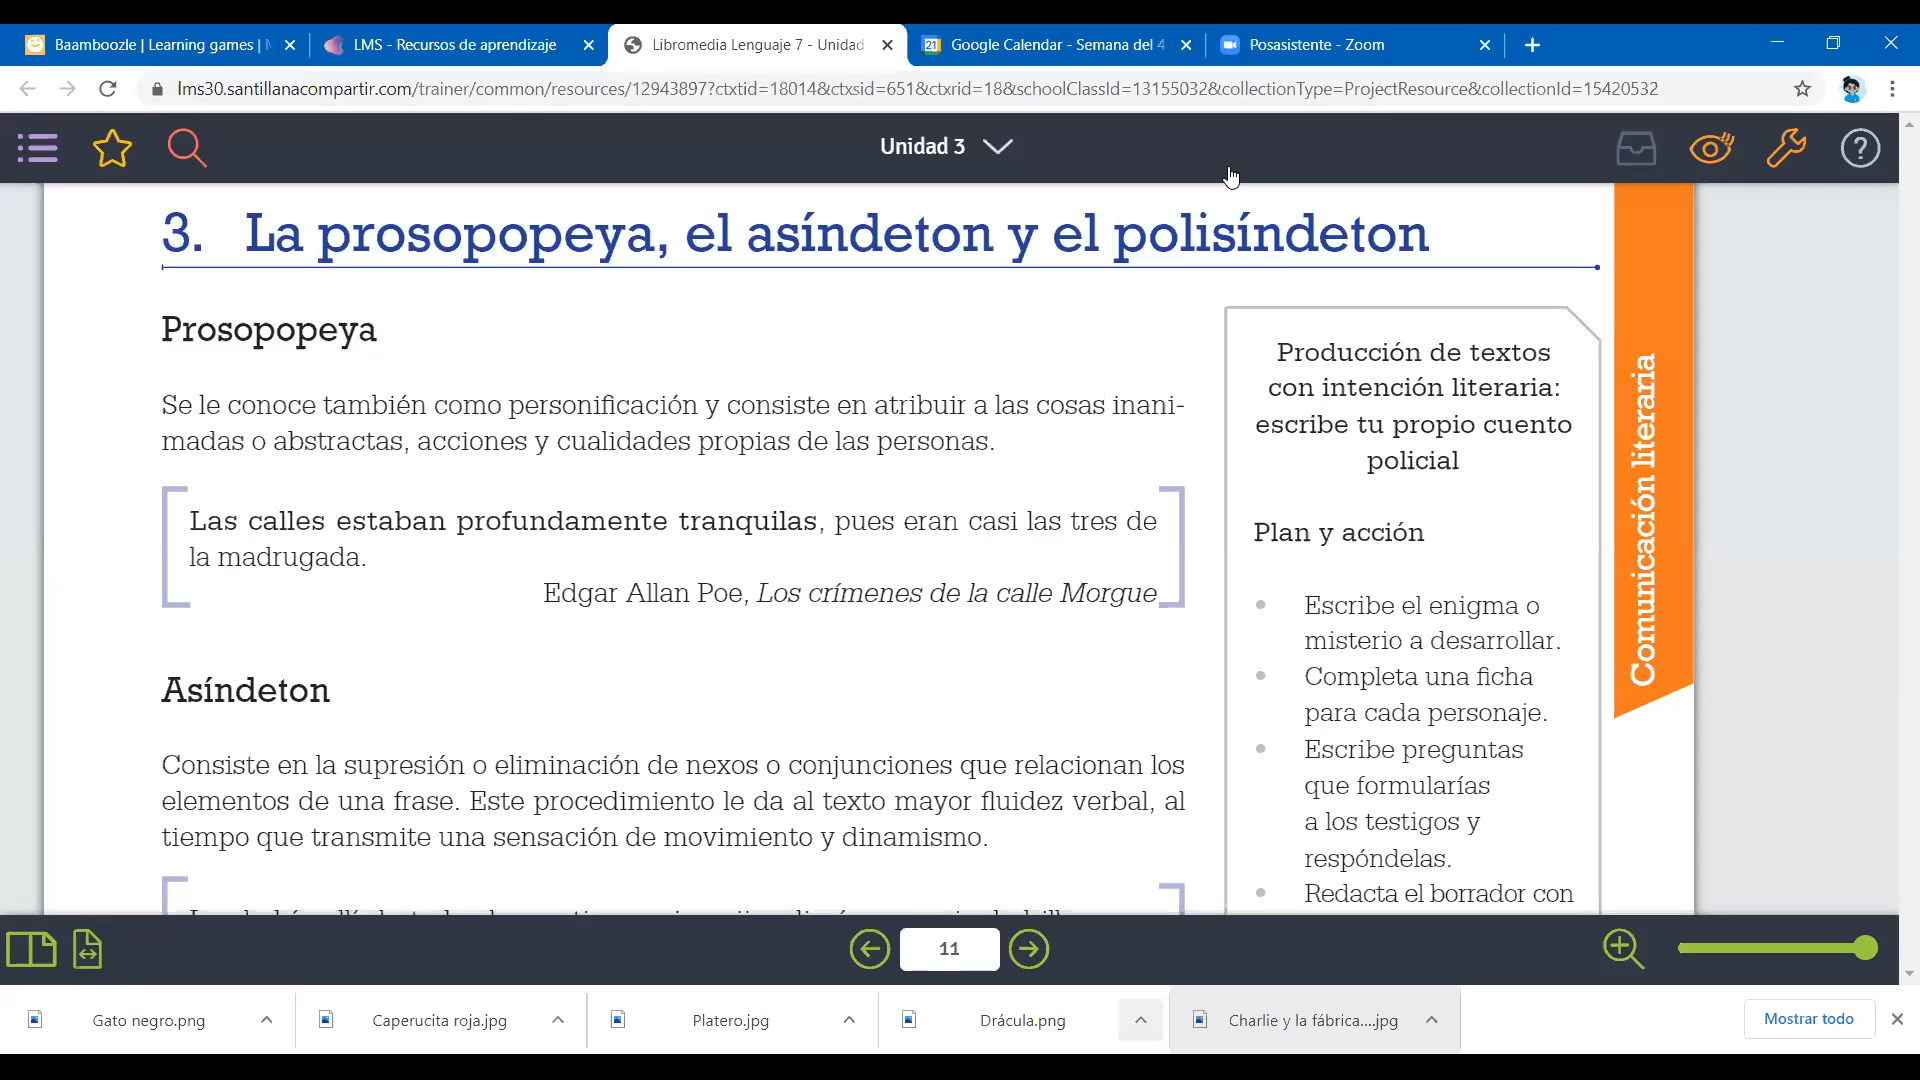 Baamboozle | Learning games |
LMS - Recursos de aprendizaje
Libromedia Lenguaje 7 - Unidad
21
Google Calendar - Semana del 4
Posasistente - Zoom
lms30.santillanacompartir.com/trainer/common/resources/12943897?ctxtid=18014&ctxsid=651&ctxrid=18&schoolClassId=13155032&collectionType=ProjectResource&collectionId=15420532
Unidad 3
3. La prosopopeya, el asíndeton y el polisíndeton
Prosopopeya
Se le conoce también como personificación y consiste en atribuir a las cosas inani-
madas o abstractas, acciones y cualidades propias de las personas.
Las calles estaban profundamente tranquilas, pues eran casi las tres de
la madrugada.
Edgar Allan Poe, Los crímenes de la calle Morgue
Asíndeton
Consiste en la supresión o eliminación de nexos o conjunciones que relacionan los
elementos de una frase. Este procedimiento le da al texto mayor fluidez verbal, al
tiempo que transmite una sensación de movimiento y dinamismo.
Producción de textos
con intención literaria:
escribe tu propio cuento
policial
Plan y acción
• Escribe el enigma o
misterio a desarrollar.
• Completa una ficha
para cada personaje.
• Escribe preguntas
que formularías
a los testigos y
respóndelas.
• Redacta el borrador con
Comunicación literaria
11
Gato negro.png
Caperucita roja.jpg
Platero.jpg
Drácula.png
Charlie y la fábrica....jpg
Mostrar todo